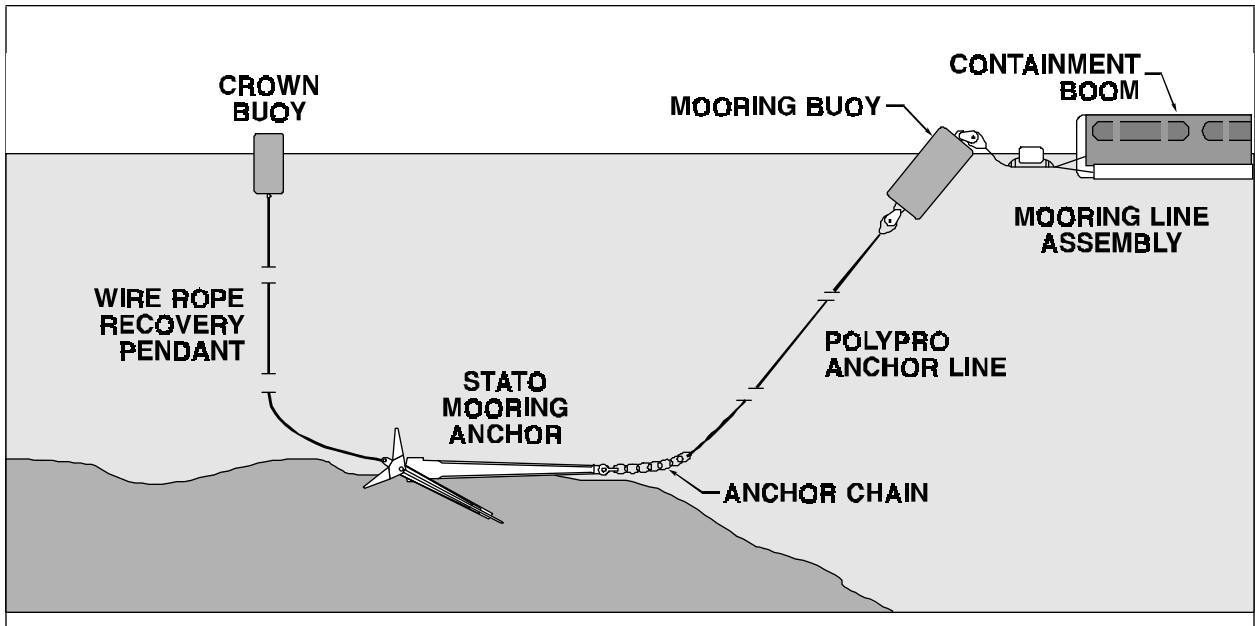 CROWN
BUOY
MOORING BUOY
CONTAINMENT
BOOM
MOORING LINE
ASSEMBLY
WIRE ROPE
RECOVERY
PENDANT
POLYPRO
ANCHOR LINE
STATO
MOORING
ANCHOR
ANCHOR CHAIN